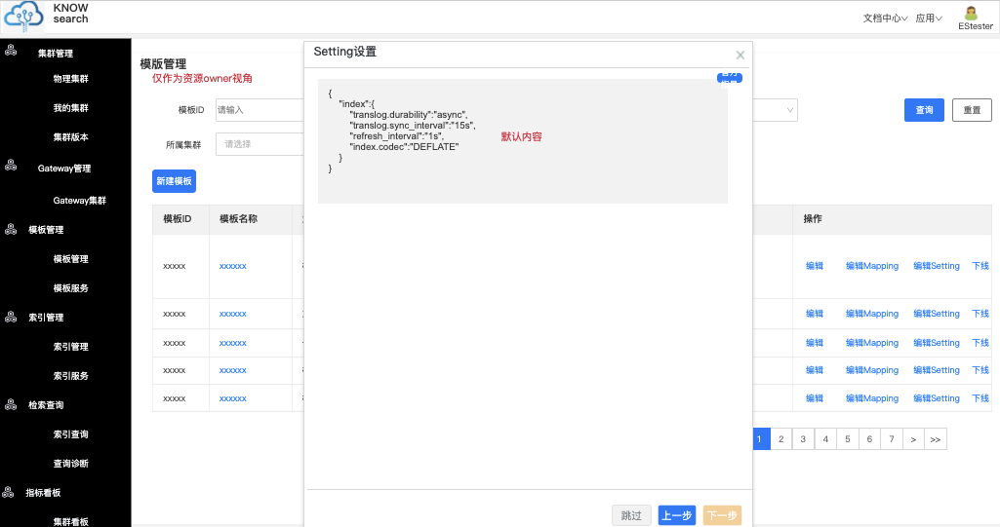 KNOW
search
文档中心
应用
EStester
集群管理
物理集群
我的集群
集群版本
Gateway管理
Gateway集群
模板管理
模板管理
模板服务
索引管理
索引管理
索引服务
检索查询
索引查询
查询诊断
指标看板
集群看板
模版管理
仅作为资源owner视角
模板ID
请输入
查询
重置
所属集群
请选择
新建模板
模板ID
模板名称
操作
xxxxx
xxxxxx
编辑
编辑Mapping
编辑Setting
下线
xxxxx
xxxxxx
编辑
编辑Mapping
编辑Setting
下线
xxxxx
xxxxxx
编辑
编辑Mapping
编辑Setting
下线
xxxxx
xxxxxx
编辑
编辑Mapping
编辑Setting
下线
xxxxx
xxxxxx
编辑
编辑Mapping
编辑Setting
下线
1
2
3
4
5
6
7
>
>>
Setting设置
{
"index":{
"translog.durability":"async",
"translog.sync_interval":"15s",
"refresh_interval":"1s",
"index.codec":"DEFLATE"
}
}
默认内容
跳过
上一步
下一步